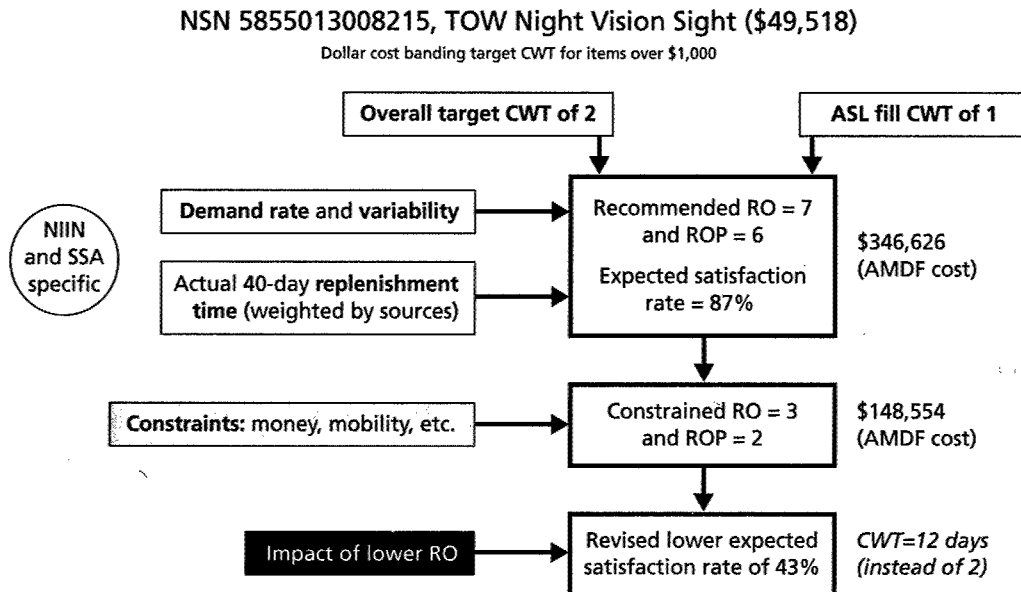 NSN 5855013008215, TOW Night Vision Sight ($49,518)
Dollar cost banding target CWT for items over $1,000
Overall target CWT of 2
ASL fill CWT of 1
NIIN
and SSA
specific
Demand rate and variability
Actual 40-day replenishment
time (weighted by sources)
Recommended RO = 7
and ROP = 6
Expected satisfaction
rate = 87%
$346,626
(AMDF cost)
Constraints: money, mobility, etc.
Constrained RO = 3
and ROP = 2
$148,554
(AMDF cost)
Impact of lower RO
Revised lower expected
satisfaction rate of 43%
CWT=12 days
(instead of 2)